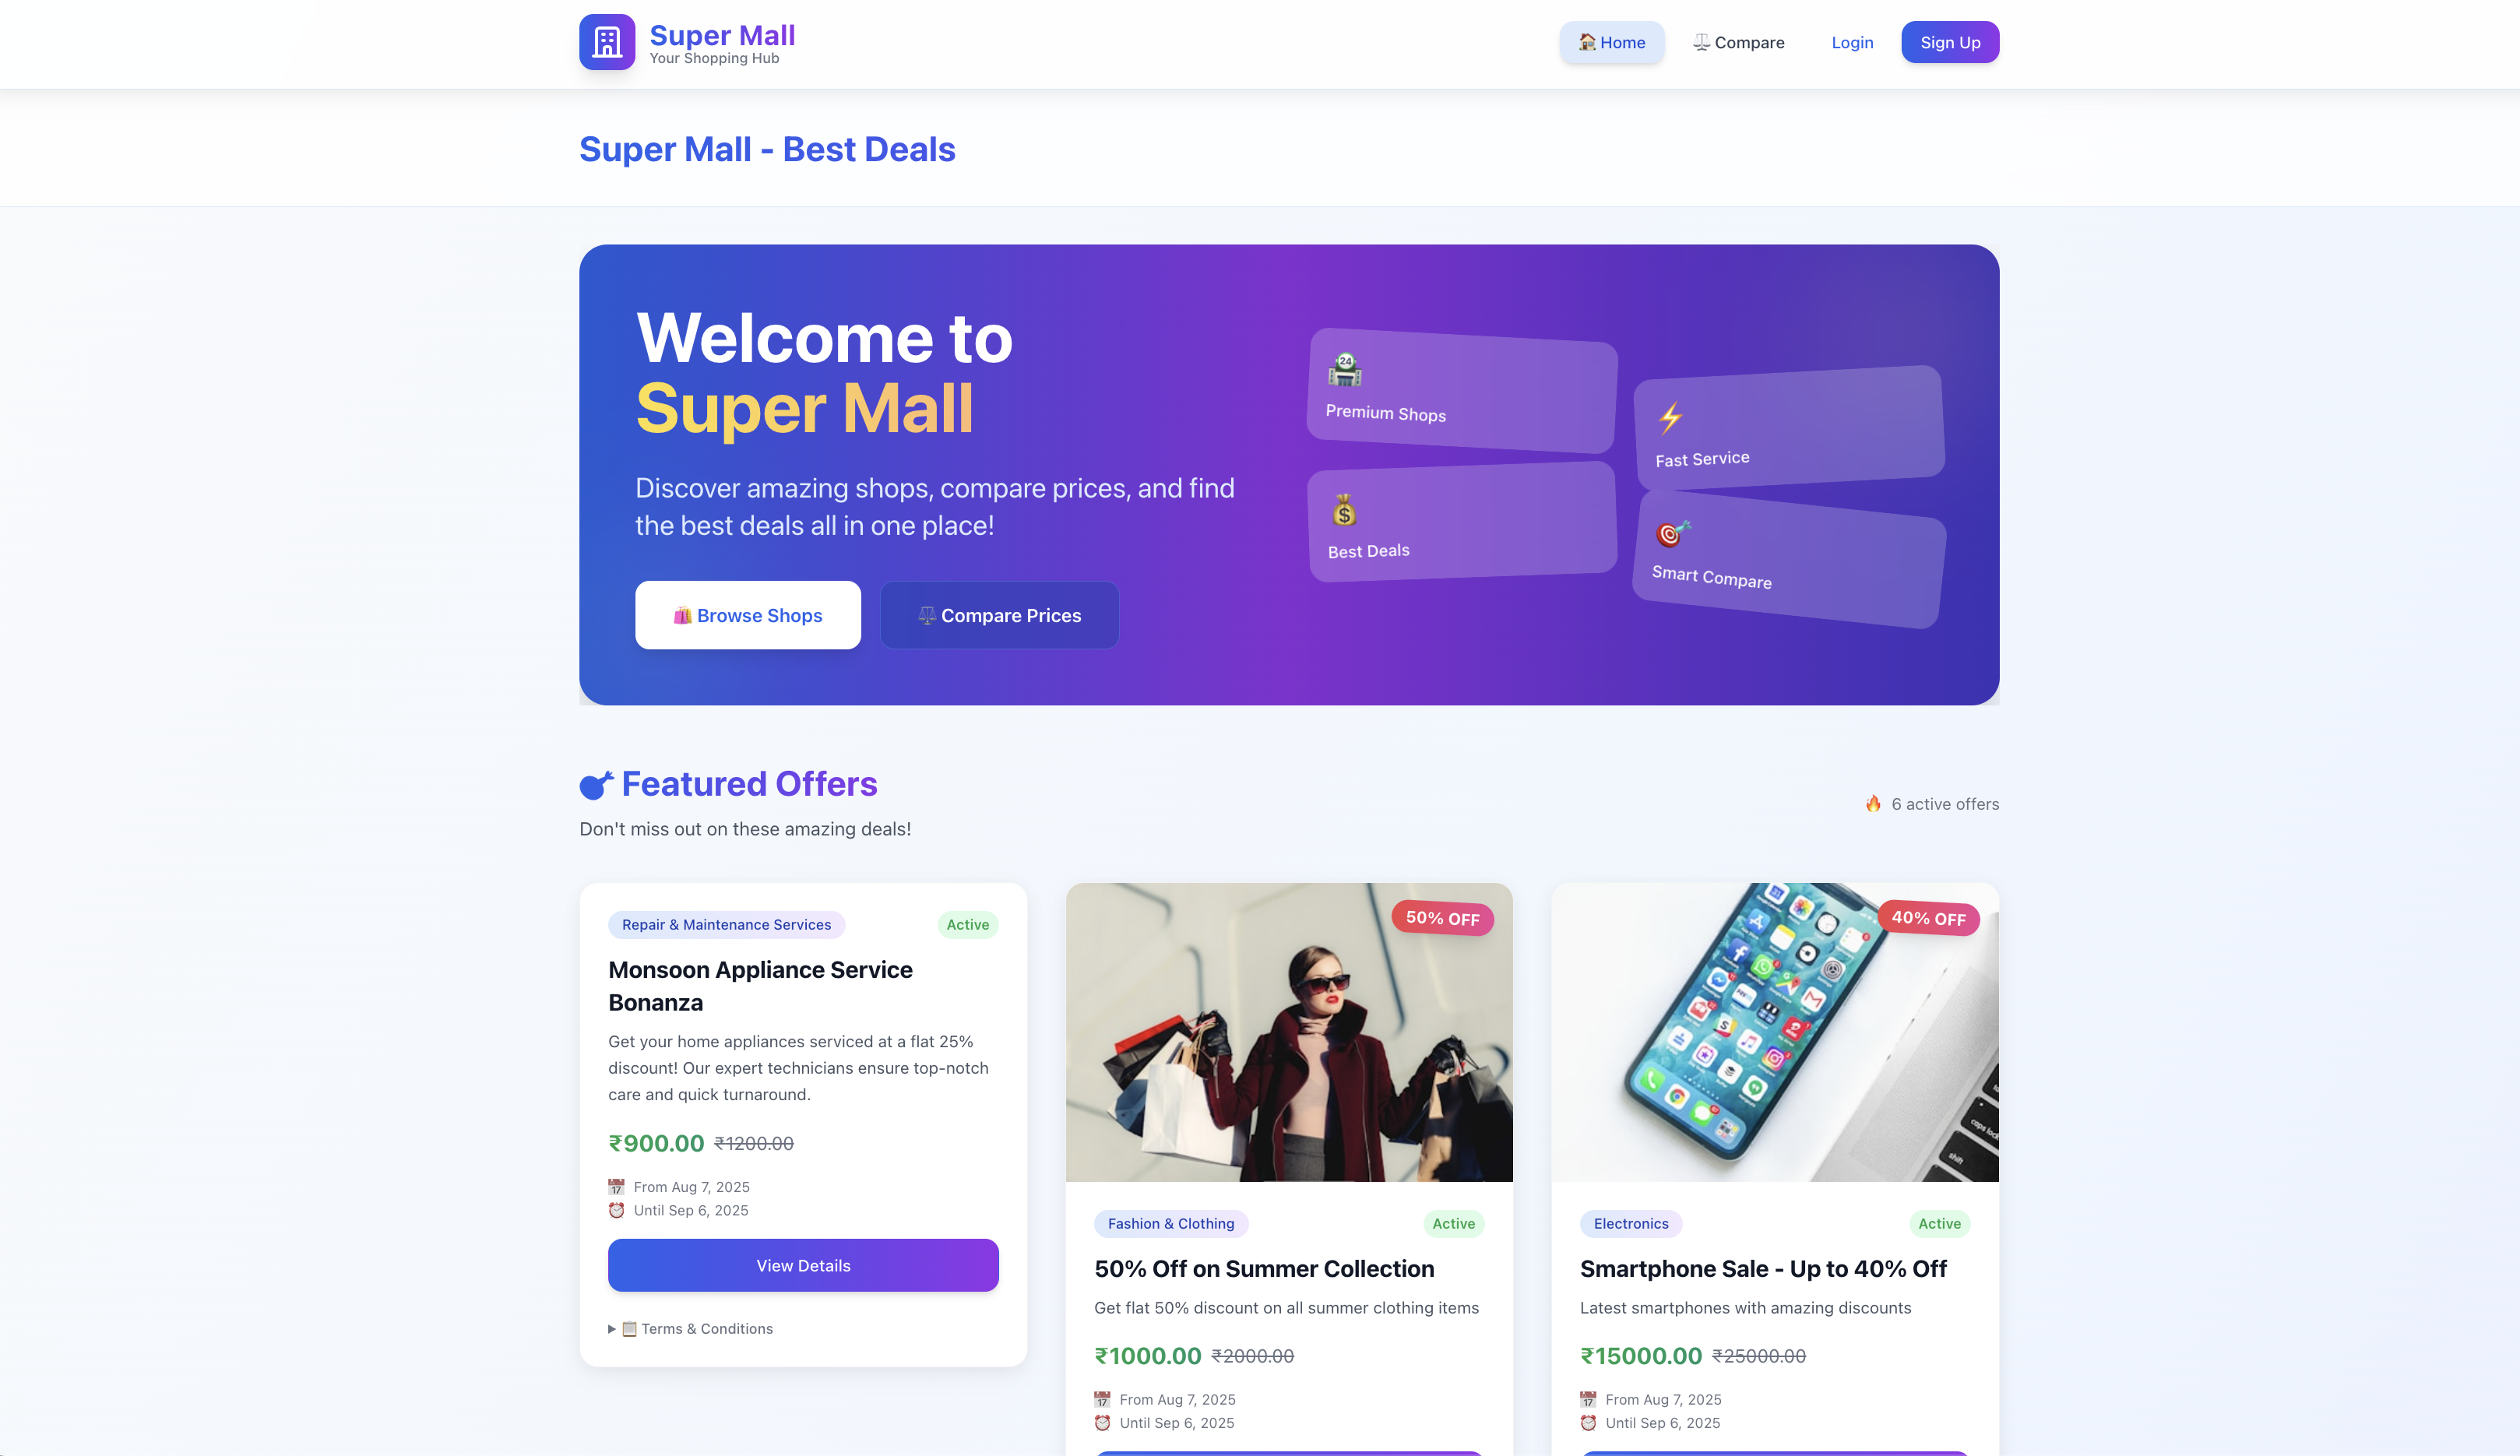 Super Mall
Your Shopping Hub
Home
Compare
Login
Sign Up
Super Mall - Best Deals
Welcome to
Super Mall
Discover amazing shops, compare prices, and find
the best deals all in one place!
Browse Shops
Compare Prices
24
Premium Shops
Fast Service
Best Deals
Smart Compare
Featured Offers
Don't miss out on these amazing deals!
6 active offers
Repair & Maintenance Services
Active
Monsoon Appliance Service
Bonanza
Get your home appliances serviced at a flat 25%
discount! Our expert technicians ensure top-notch
care and quick turnaround.
₹900.00 ₹1200.00
From Aug 7, 2025
Until Sep 6, 2025
View Details
Terms & Conditions
50% OFF
Fashion & Clothing
Active
50% Off on Summer Collection
Get flat 50% discount on all summer clothing items
₹1000.00 ₹2000.00
From Aug 7, 2025
Until Sep 6, 2025
40% OFF
caps lock
shift
Electronics
Active
Smartphone Sale - Up to 40% Off
Latest smartphones with amazing discounts
₹15000.00 ₹25000.00
From Aug 7, 2025
Until Sep 6, 2025